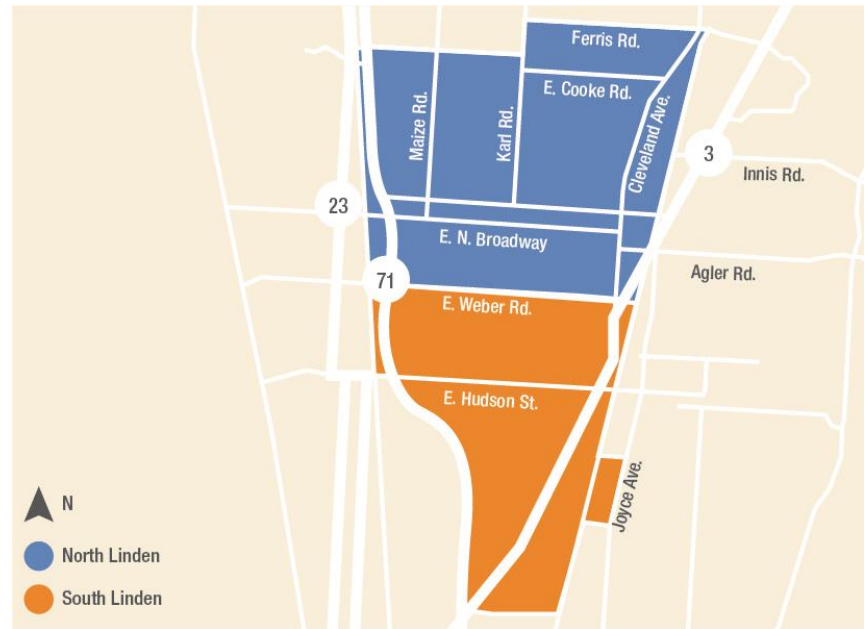 Ferris Rd.
E. Cooke Rd.
Maize Rd.
Karl Rd.
Cleveland Ave.
3
Innis Rd.
23
E. N. Broadway
71
Agler Rd.
E. Weber Rd.
E. Hudson St.
Joyce Ave.
N
North Linden
South Linden